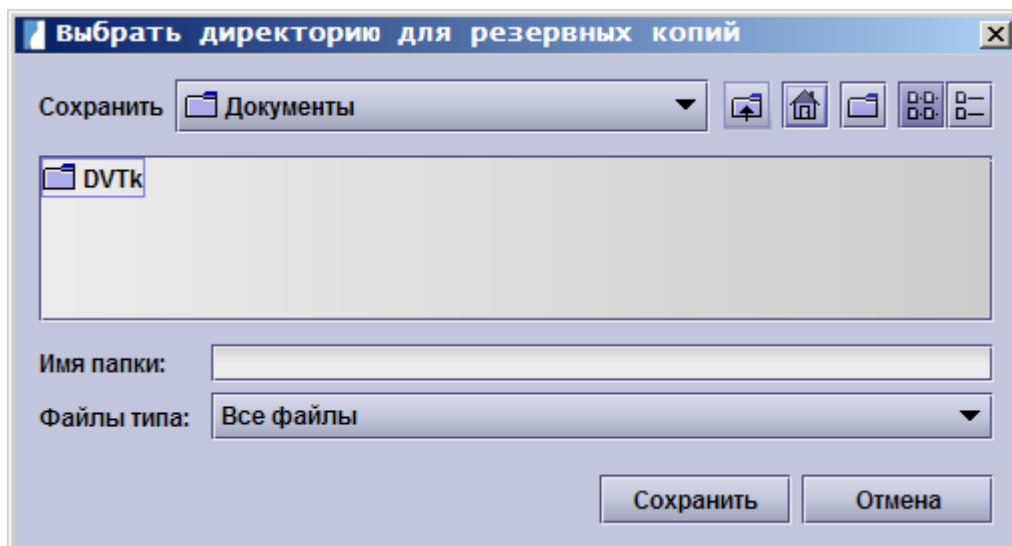 Выбрать директорию для резервных копий
Сохранить Документы
DVTk
Имя папки:
Файлы типа: Все файлы
Сохранить Отмена